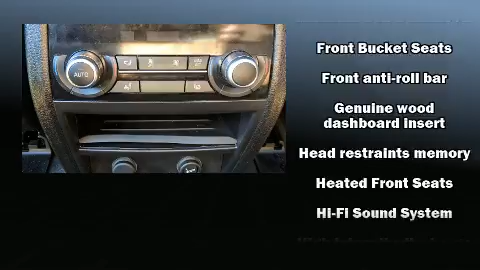 AUTO
Front Bucket Seats
Front anti-roll bar
Genuine wood
dashboard insert
Head restraints memory
Heated Front Seats
Hi-Fi Sound System